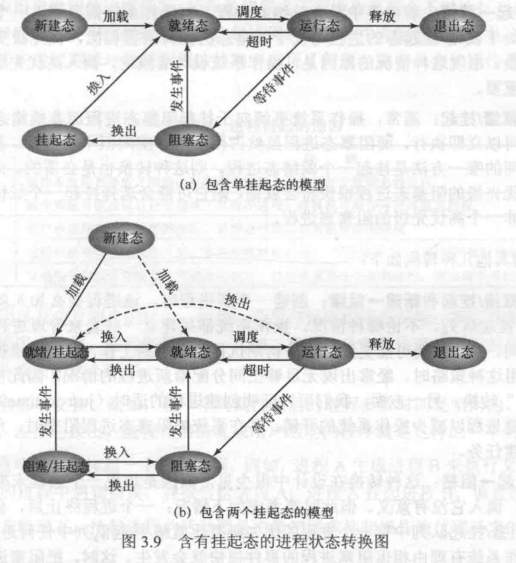 新建态
加载
就绪态
调度
运行态
释放
退出态
超时
换入
发生事件
等待事件
挂起态
换出
阻塞态
(a) 包含单挂起态的模型
新建态
加载
加载
换出
就绪/挂起态
换入
就绪态
调度
运行态
释放
退出态
换出
超时
发生事件
发生事件
等待事件
阻塞/挂起态
换入
阻塞态
换出
(b) 包含两个挂起态的模型
图 3.9 含有挂起态的进程状态转换图